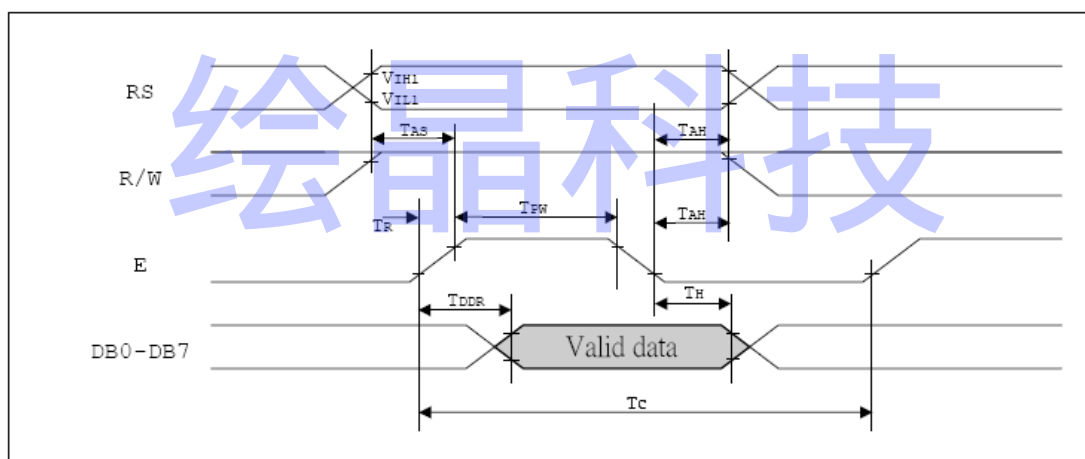 绘晶科技
RS
VIH1
VIL1
TAS
TAH
R/W
TPW
TAH
TR
E
TDDR
TH
DB0-DB7
Valid data
TC